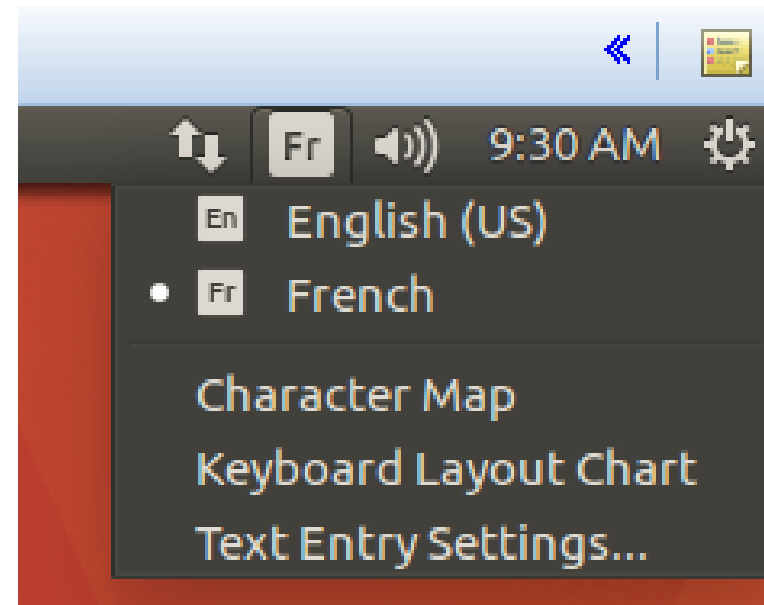 Fr 9:30 AM
En English (US)
Fr French
Character Map
Keyboard Layout Chart
Text Entry Settings...